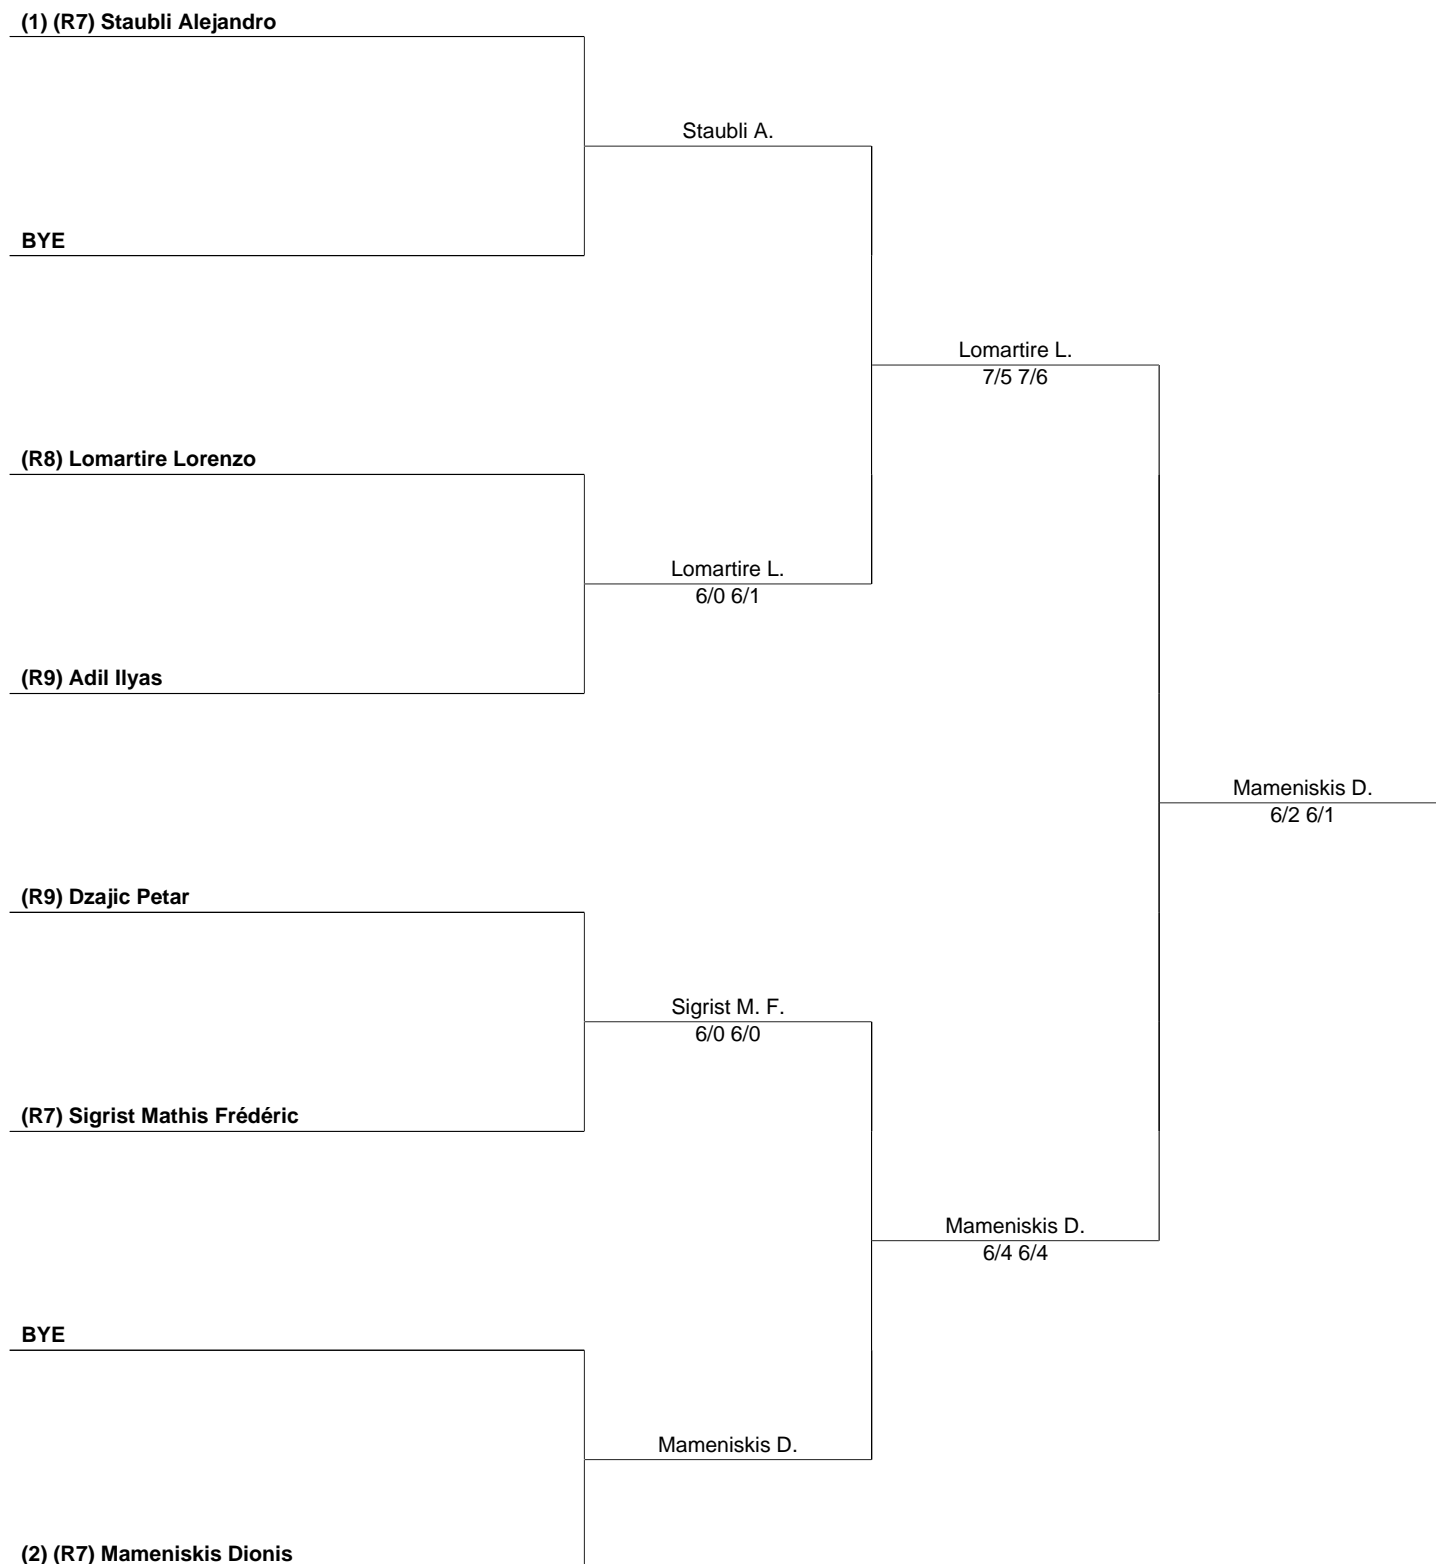 (1) (R7) Staubli Alejandro
Staubli A.
BYE
Lomartire L.
7/5 7/6
(R8) Lomartire Lorenzo
Lomartire L.
6/0 6/1
(R9) Adil Ilyas
Mameniskis D.
6/2 6/1
(R9) Dzajic Petar
Sigrist M. F.
6/0 6/0
(R7) Sigrist Mathis Frédéric
Mameniskis D.
6/4 6/4
BYE
Mameniskis D.
(2) (R7) Mameniskis Dionis